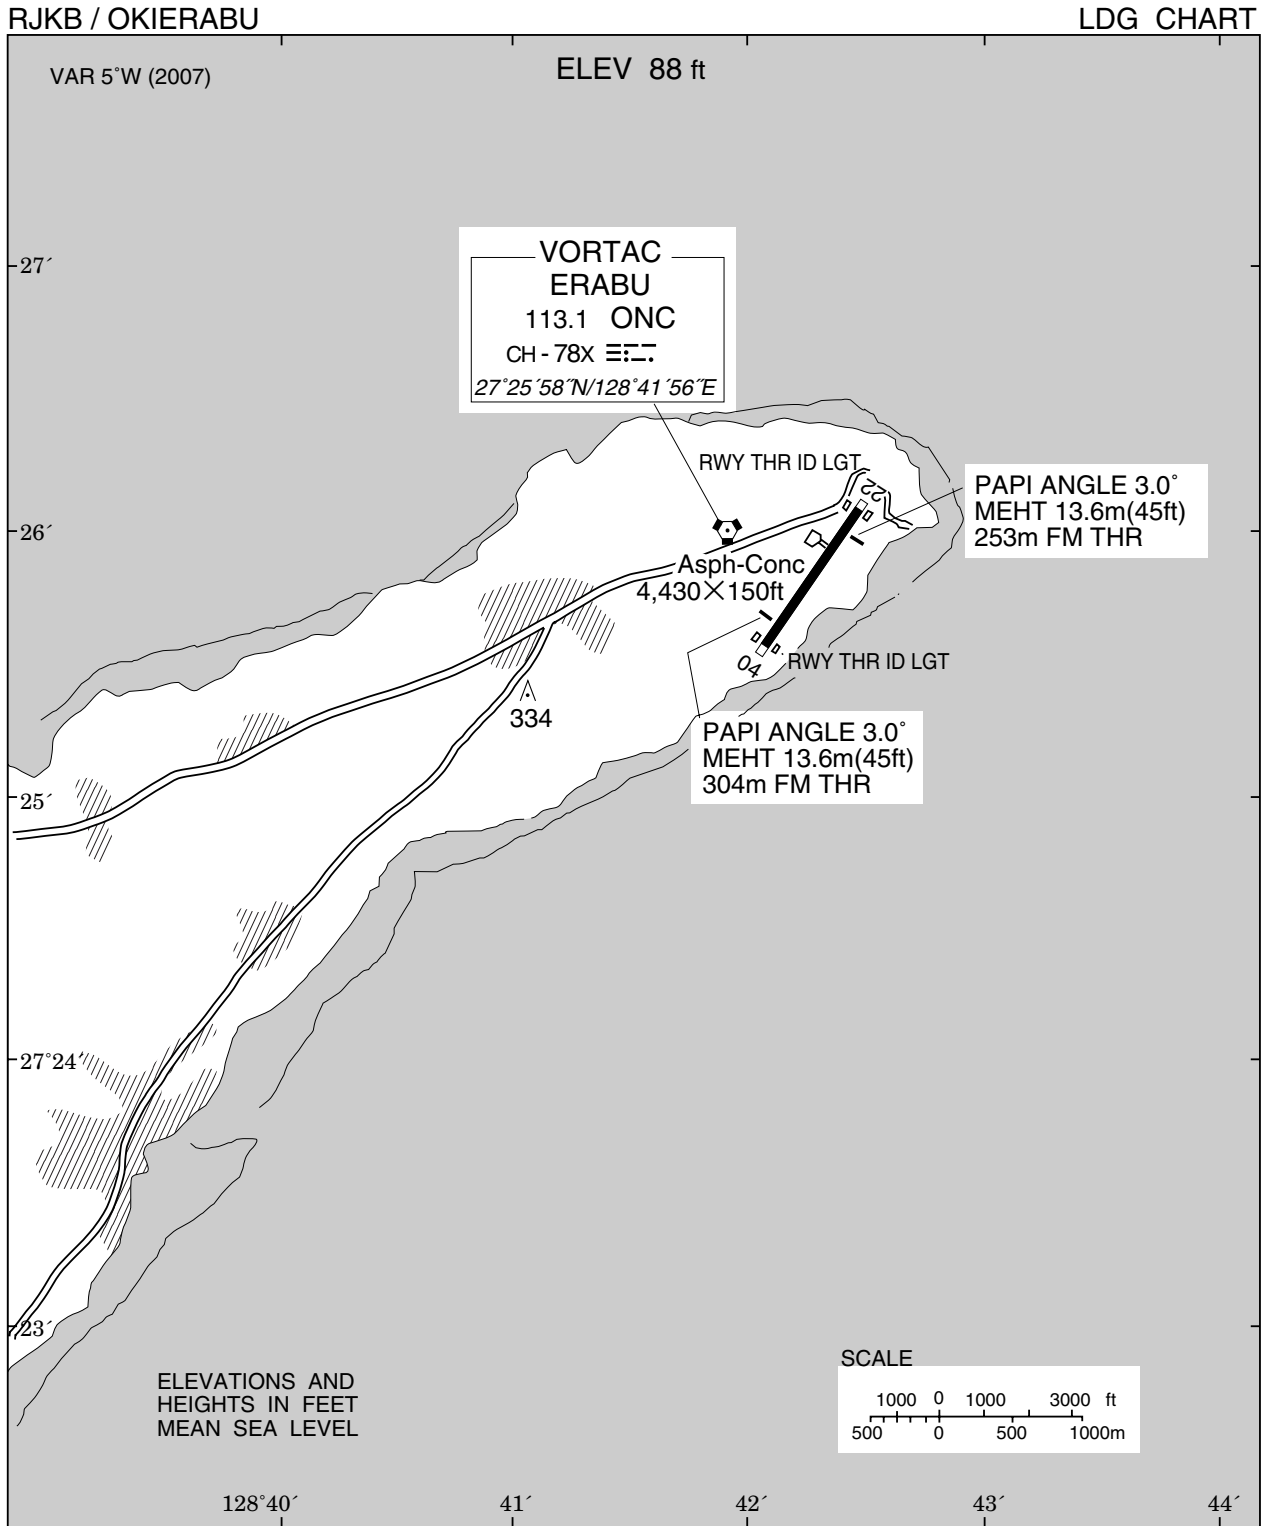 RJKB / OKIERABU
LDG CHART
VAR 5°W (2007)
ELEV 88 ft
VORTAC
ERABU
113.1 ONC
CH - 78X
27°25´58˝N/128°41´56˝E
27´
RWY THR ID LGT
22
PAPI ANGLE 3.0°
MEHT 13.6m(45ft)
253m FM THR
26´
Asph-Conc
4,430×150ft
04
RWY THR ID LGT
334
PAPI ANGLE 3.0°
MEHT 13.6m(45ft)
304m FM THR
25´
27°24´
23´
ELEVATIONS AND
HEIGHTS IN FEET
MEAN SEA LEVEL
SCALE
1000 0 1000 3000 ft
500 0 500 1000m
128°40´ 41´ 42´ 43´ 44´